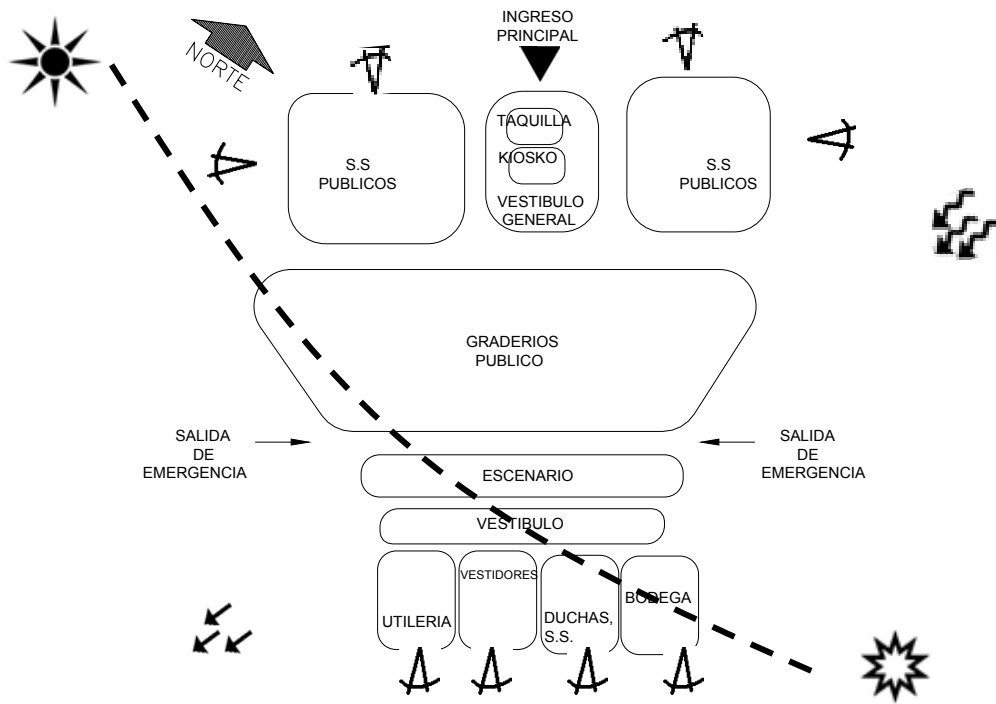 INGRESO
PRINCIPAL
NORTE
TAQUILLA
KIOSKO
VESTIBULO
GENERAL
S.S
PUBLICOS
S.S
PUBLICOS
GRADERIOS
PUBLICO
SALIDA
DE
EMERGENCIA
SALIDA
DE
EMERGENCIA
ESCENARIO
VESTIBULO
UTILERIA
VESTIDORES
DUCHAS,
S.S.
BODEGA